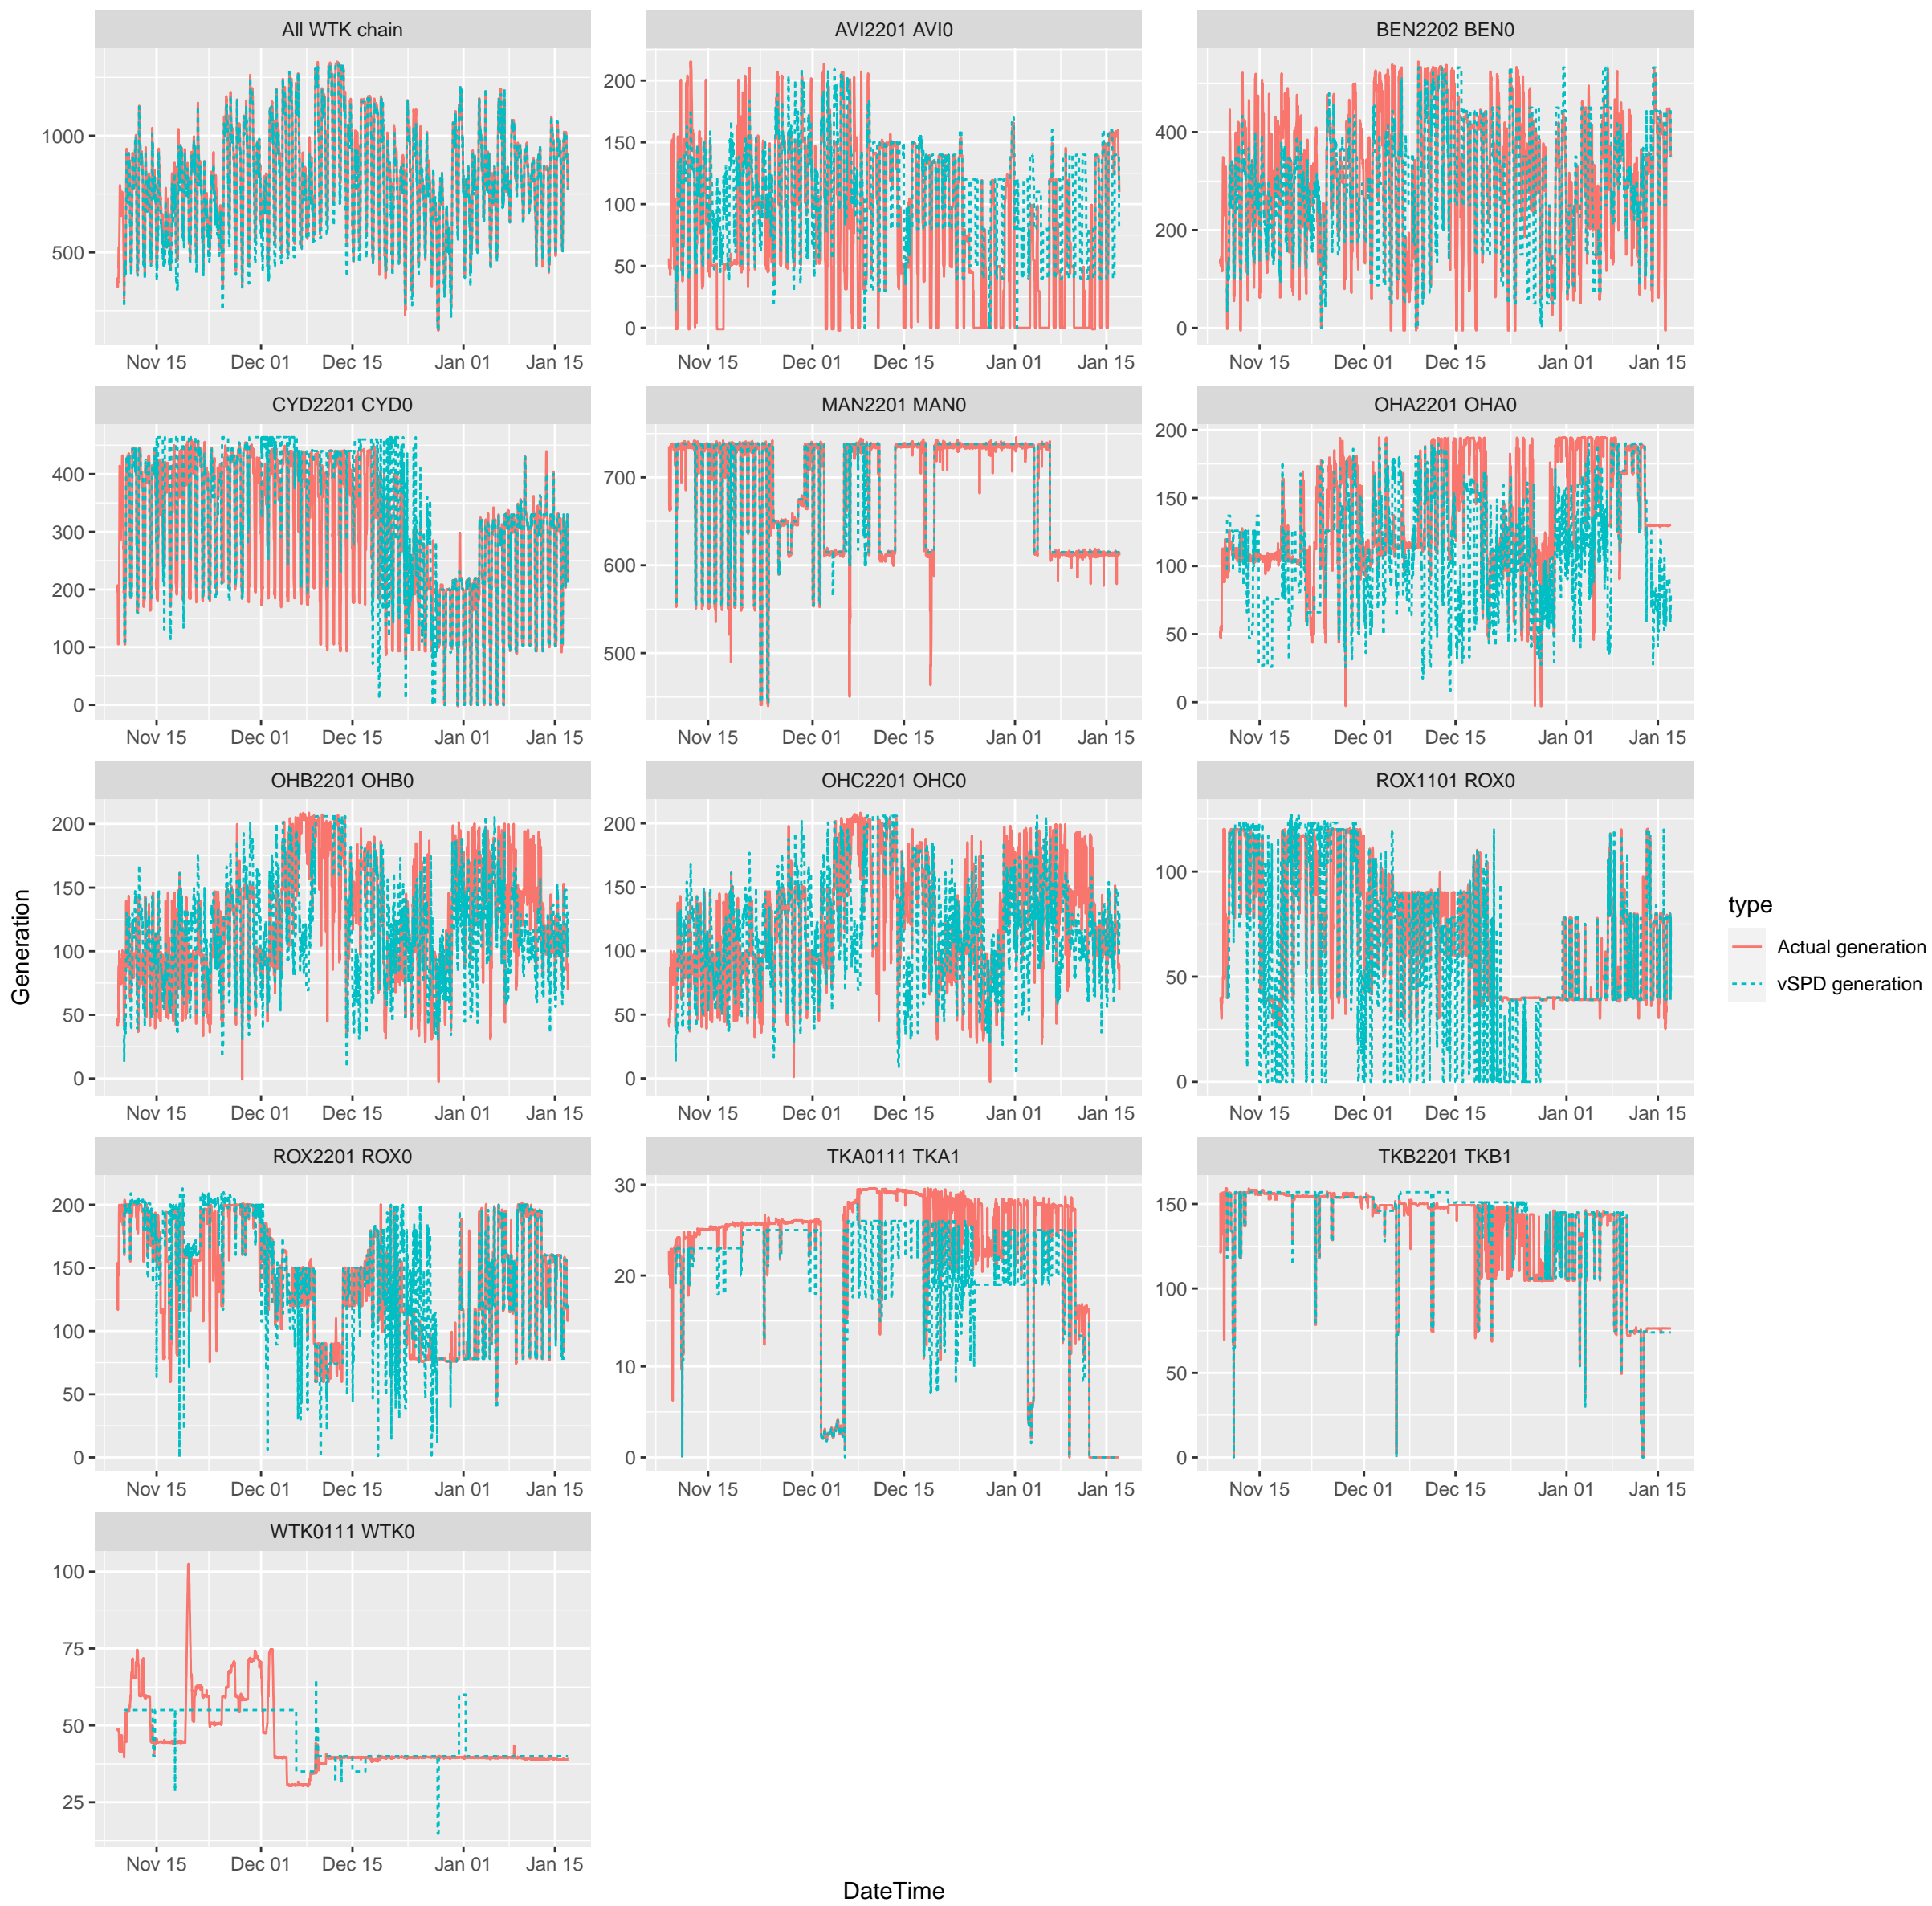 All WTK chain
AVI2201 AVI0
BEN2202 BEN0
1000
500
200
150
100
50
0
400
200
0
Nov 15 Dec 01 Dec 15 Jan 01 Jan 15
Nov 15 Dec 01 Dec 15 Jan 01 Jan 15
Nov 15 Dec 01 Dec 15 Jan 01 Jan 15
CYD2201 CYD0
MAN2201 MAN0
OHA2201 OHA0
400
300
200
100
0
700
600
500
200
150
100
50
0
Nov 15 Dec 01 Dec 15 Jan 01 Jan 15
Nov 15 Dec 01 Dec 15 Jan 01 Jan 15
Nov 15 Dec 01 Dec 15 Jan 01 Jan 15
OHB2201 OHB0
OHC2201 OHC0
ROX1101 ROX0
200
150
100
50
0
200
150
100
50
0
100
50
0
Nov 15 Dec 01 Dec 15 Jan 01 Jan 15
Nov 15 Dec 01 Dec 15 Jan 01 Jan 15
Nov 15 Dec 01 Dec 15 Jan 01 Jan 15
ROX2201 ROX0
TKA0111 TKA1
TKB2201 TKB1
200
150
100
50
0
30
20
10
0
150
100
50
0
Nov 15 Dec 01 Dec 15 Jan 01 Jan 15
Nov 15 Dec 01 Dec 15 Jan 01 Jan 15
Nov 15 Dec 01 Dec 15 Jan 01 Jan 15
WTK0111 WTK0
100
75
50
25
Nov 15 Dec 01 Dec 15 Jan 01 Jan 15
DateTime
Generation
type
Actual generation
vSPD generation